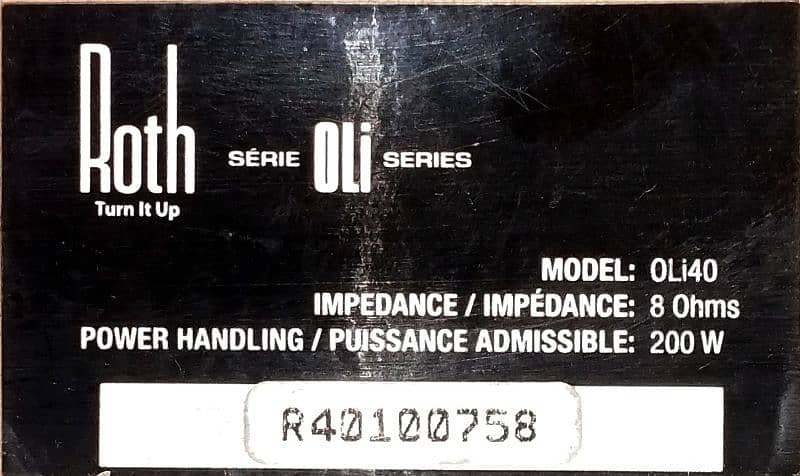 Roth
Turn It Up
SÉRIE OLi SERIES
MODEL: OLi40
IMPEDANCE / IMPÉDANCE: 8 Ohms
POWER HANDLING / PUISSANCE ADMISSIBLE: 200 W
R40100758